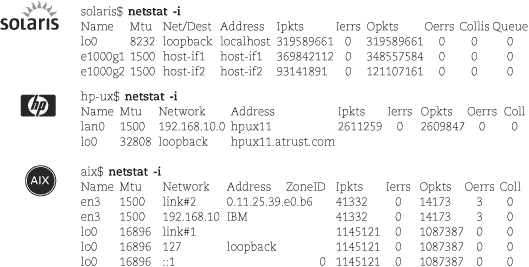 solaris
solaris$ netstat -i
Name Mtu Net/Dest Address Ipkts Ierrs Opkts Oerrs Collis Queue
lo0 8232 loopback localhost 319589661 0 319589661 0 0 0
e1000g1 1500 host-if1 host-if1 369842112 0 348557584 0 0 0
e1000g2 1500 host-if2 host-if2 93141891 0 121107161 0 0 0
hp
hp-ux$ netstat -i
Name Mtu Network Address Ipkts Ierrs Opkts Oerrs Coll
lan0 1500 192.168.10.0 hpux11 2611259 0 2609847 0 0
lo0 32808 loopback hpux11.atrust.com
AIX
aix$ netstat -i
Name Mtu Network Address ZoneID Ipkts Ierrs Opkts Oerrs Coll
en3 1500 link#2 0.11.25.39.e0.b6 41332 0 14173 3 0
en3 1500 192.168.10 IBM 41332 0 14173 3 0
lo0 16896 link#1 1145121 0 1087387 0 0
lo0 16896 127 loopback 1145121 0 1087387 0 0
lo0 16896 ::1 0 1145121 0 1087387 0 0